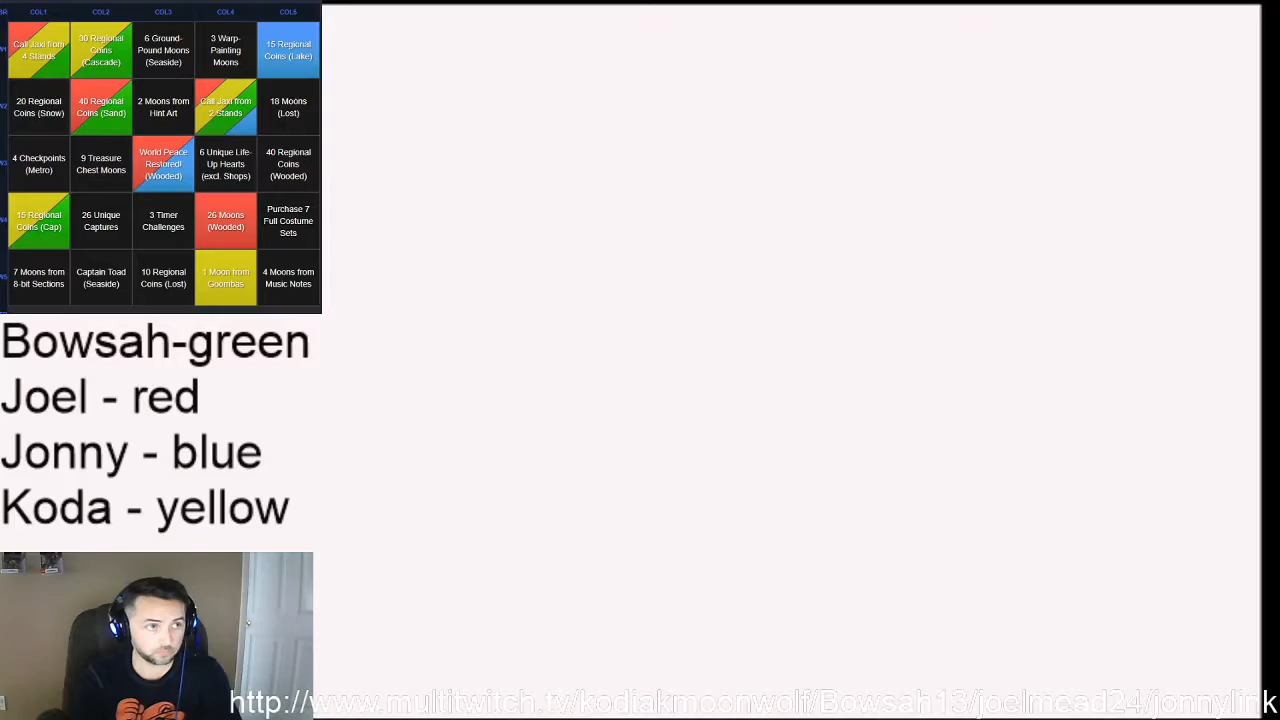 COL1 COL2 COL3 COL4 COL5
Call Jaxi from 4 Stands
30 Regional Coins (Cascade)
6 Ground-Pound Moons (Seaside)
3 Warp-Painting Moons
15 Regional Coins (Lake)
20 Regional Coins (Snow)
40 Regional Coins (Sand)
2 Moons from Hint Art
Call Jaxi from 2 Stands
18 Moons (Lost)
4 Checkpoints (Metro)
9 Treasure Chest Moons
World Peace Restored! (Wooded)
6 Unique Life-Up Hearts (excl. Shops)
40 Regional Coins (Wooded)
15 Regional Coins (Cap)
26 Unique Captures
3 Timer Challenges
26 Moons (Wooded)
Purchase 7 Full Costume Sets
7 Moons from 8-bit Sections
Captain Toad (Seaside)
10 Regional Coins (Lost)
1 Moon from Goombas
4 Moons from Music Notes
Bowsah-green
Joel - red
Jonny - blue
Koda - yellow
http://www.multitwitch.tv/kodiakmoonwolf/Bowsah13/joelmead24/jonnylink